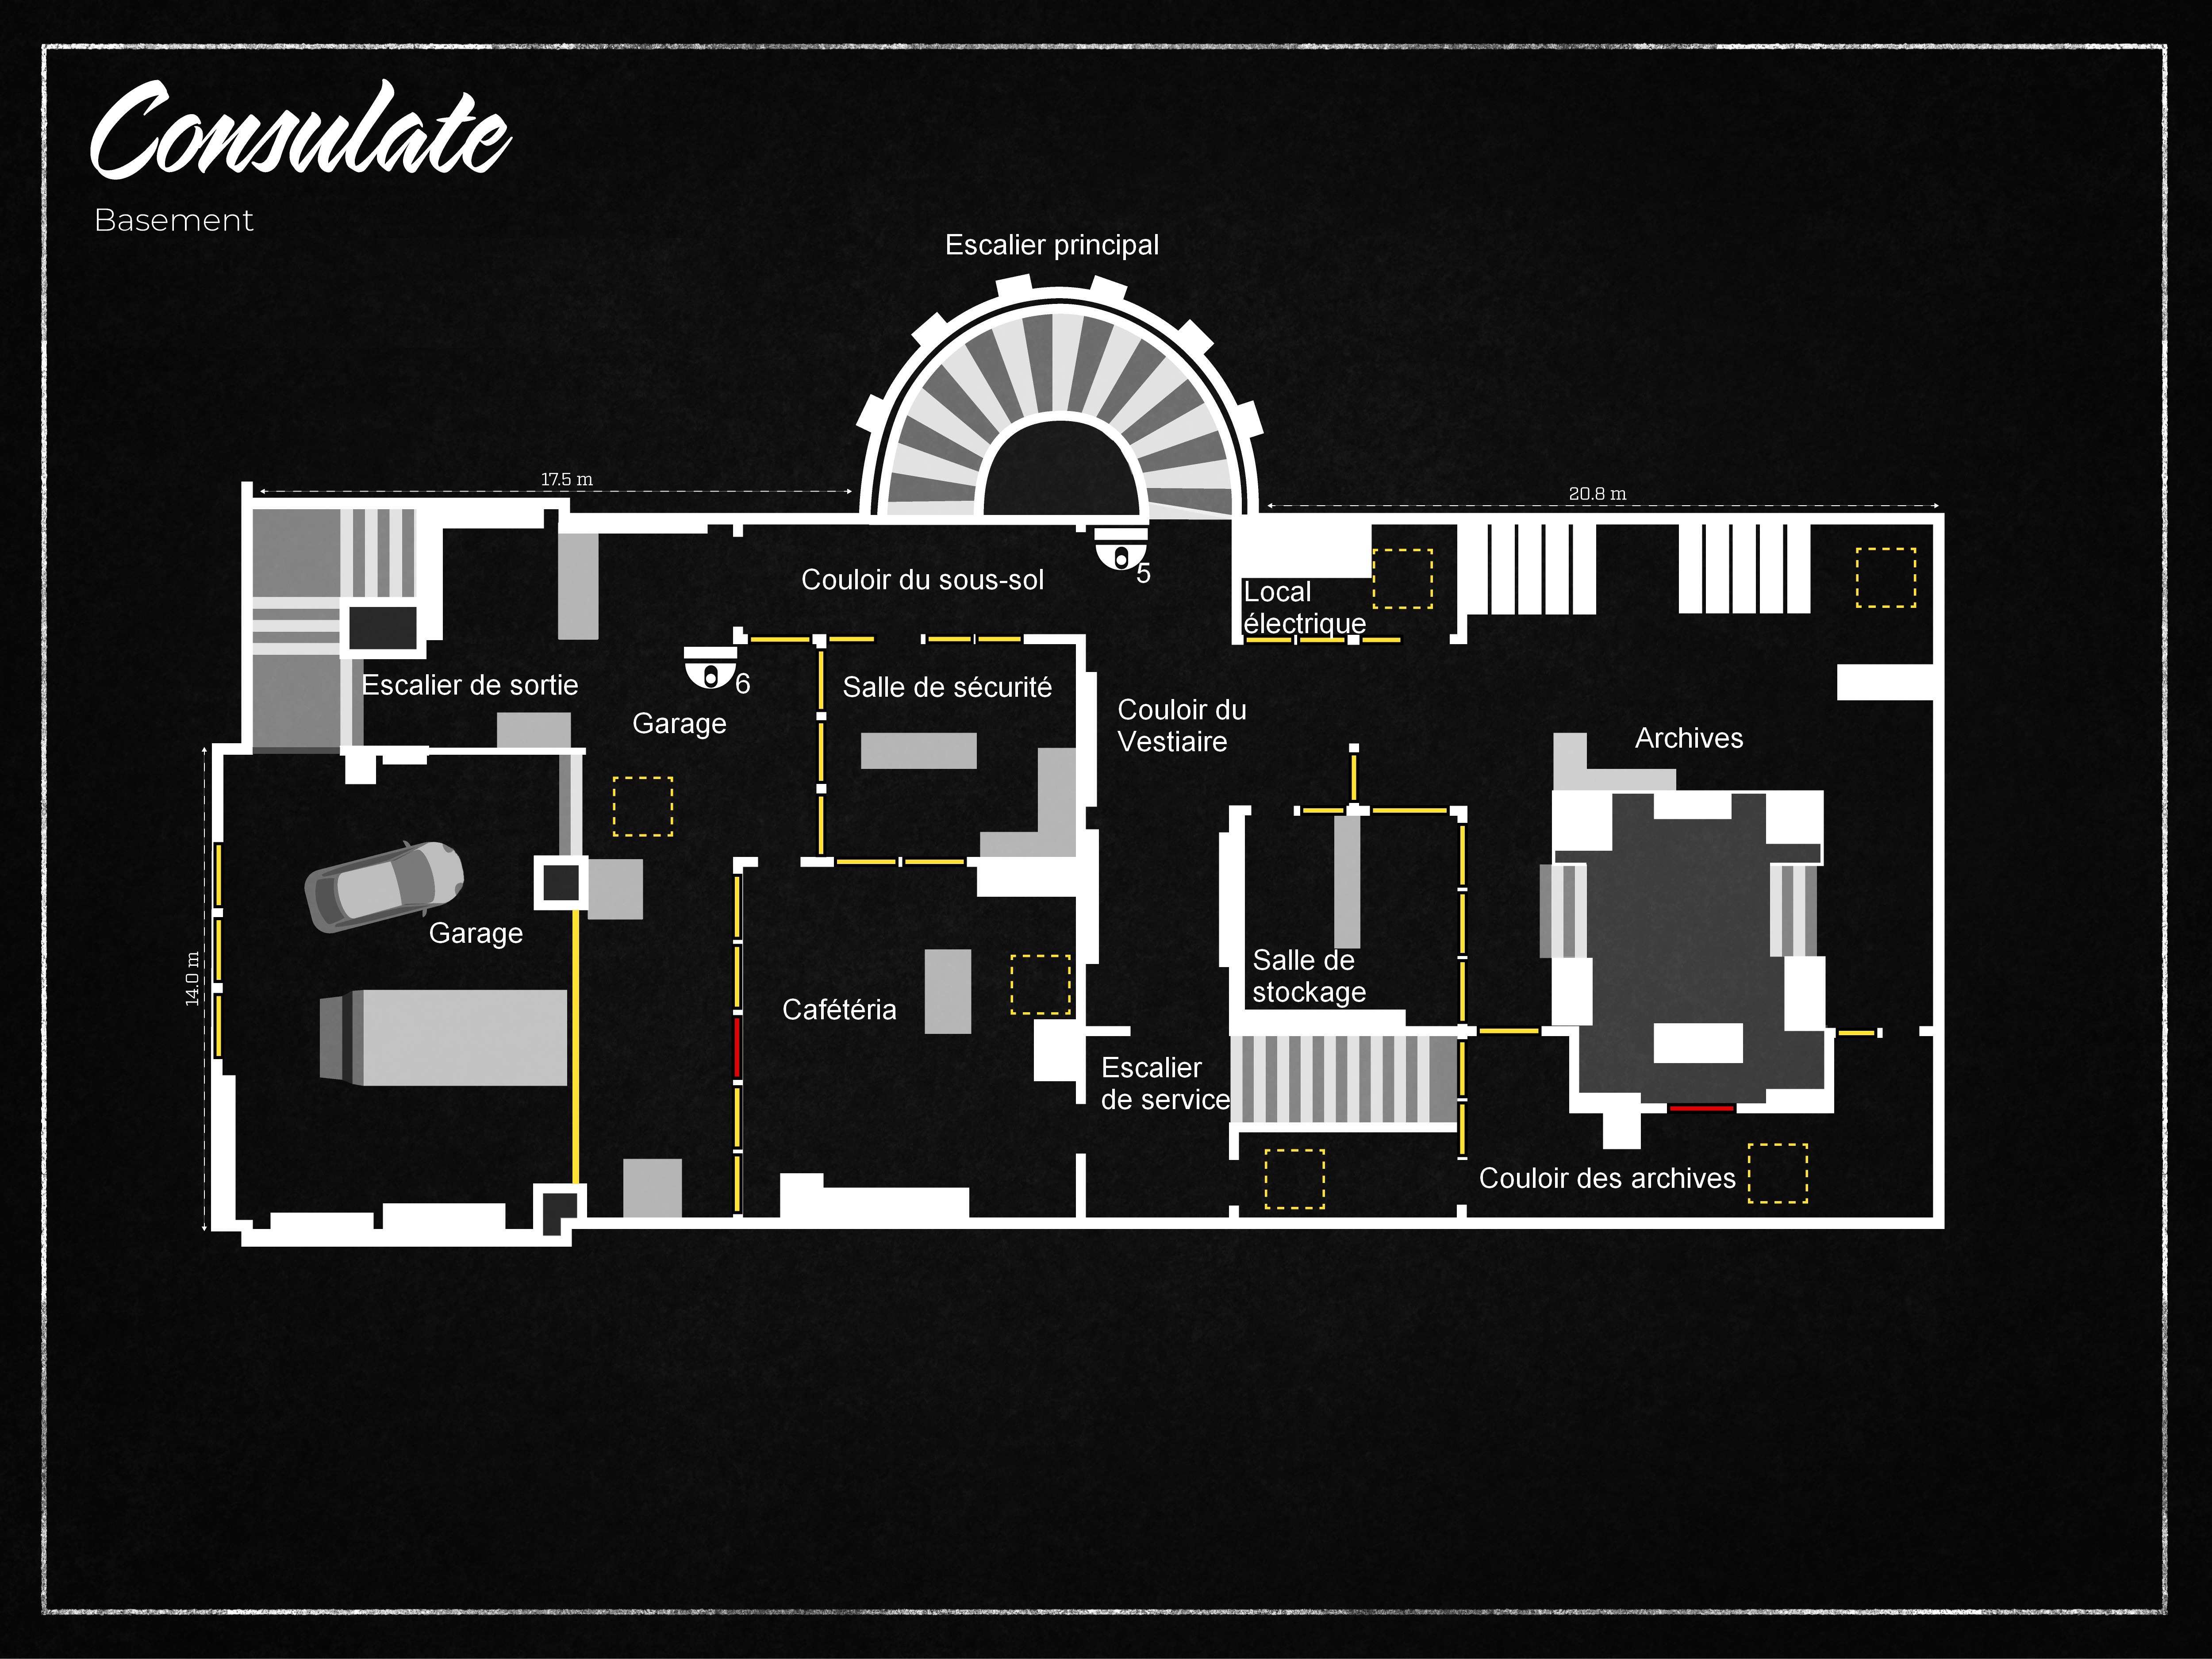 Consulate
Basement
Escalier principal
17.5 m
20.8 m
Couloir du sous-sol
5
Local
électrique
6
Escalier de sortie
Salle de sécurité
Garage
Couloir du
Vestiaire
Archives
Garage
14.0 m
Cafétéria
Salle de
stockage
Escalier
de service
Couloir des archives